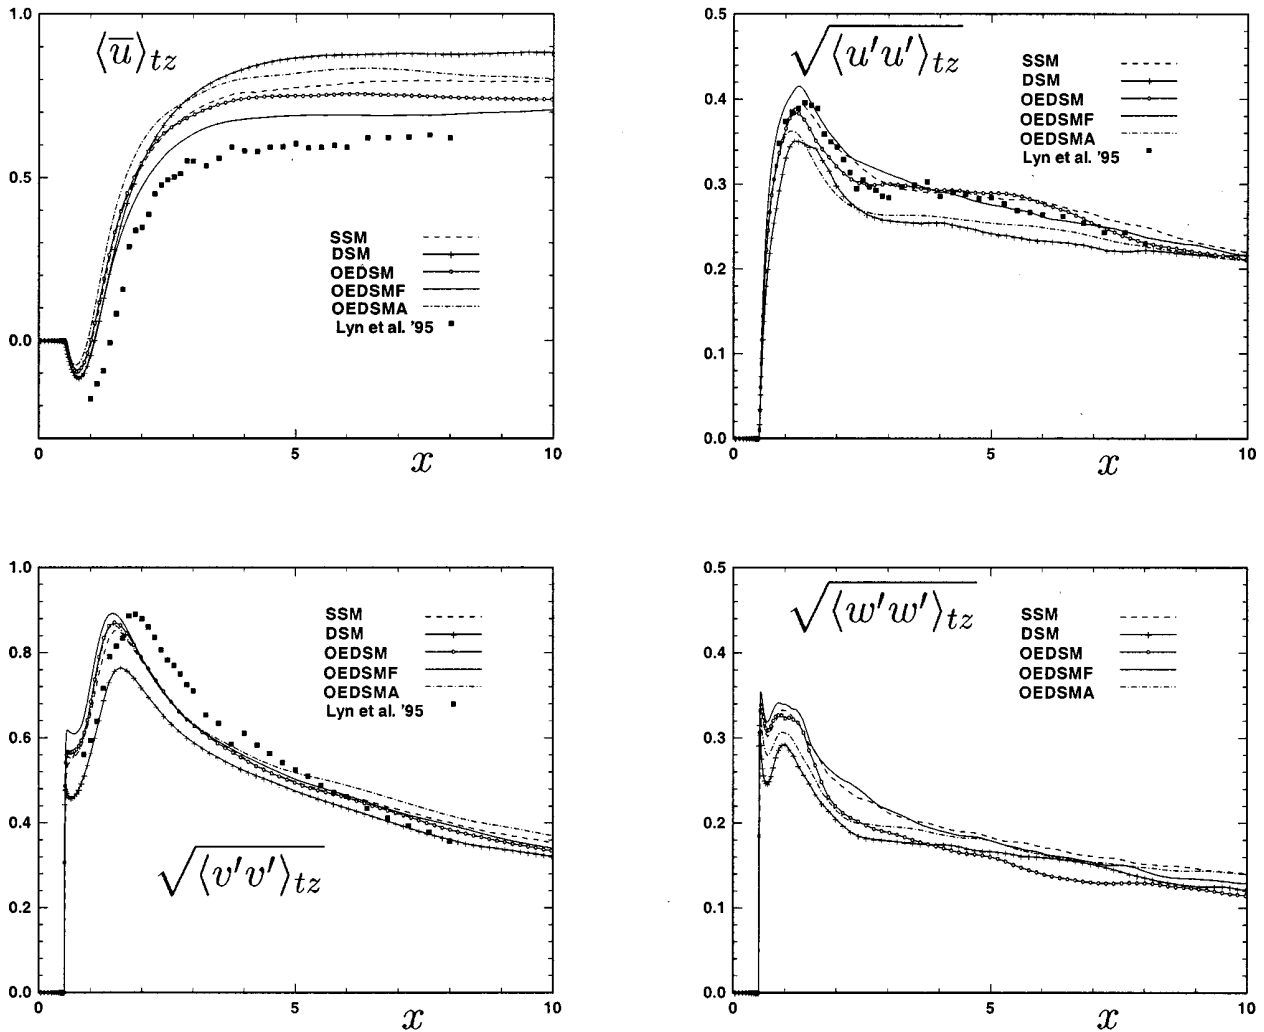 1.0
0.5
0.0
⟨u̅⟩tz
SSM
DSM
OEDSM
OEDSMF
OEDSMA
Lyn et al. '95
0 5 10
x
0.5
0.4
0.3
0.2
0.1
0.0
√⟨u′u′⟩tz
SSM
DSM
OEDSM
OEDSMF
OEDSMA
Lyn et al. '95
0 5 10
x
1.0
0.8
0.6
0.4
0.2
0.0
SSM
DSM
OEDSM
OEDSMF
OEDSMA
Lyn et al. '95
√⟨v′v′⟩tz
0 5 10
x
0.5
0.4
0.3
0.2
0.1
0.0
√⟨w′w′⟩tz
SSM
DSM
OEDSM
OEDSMF
OEDSMA
0 5 10
x